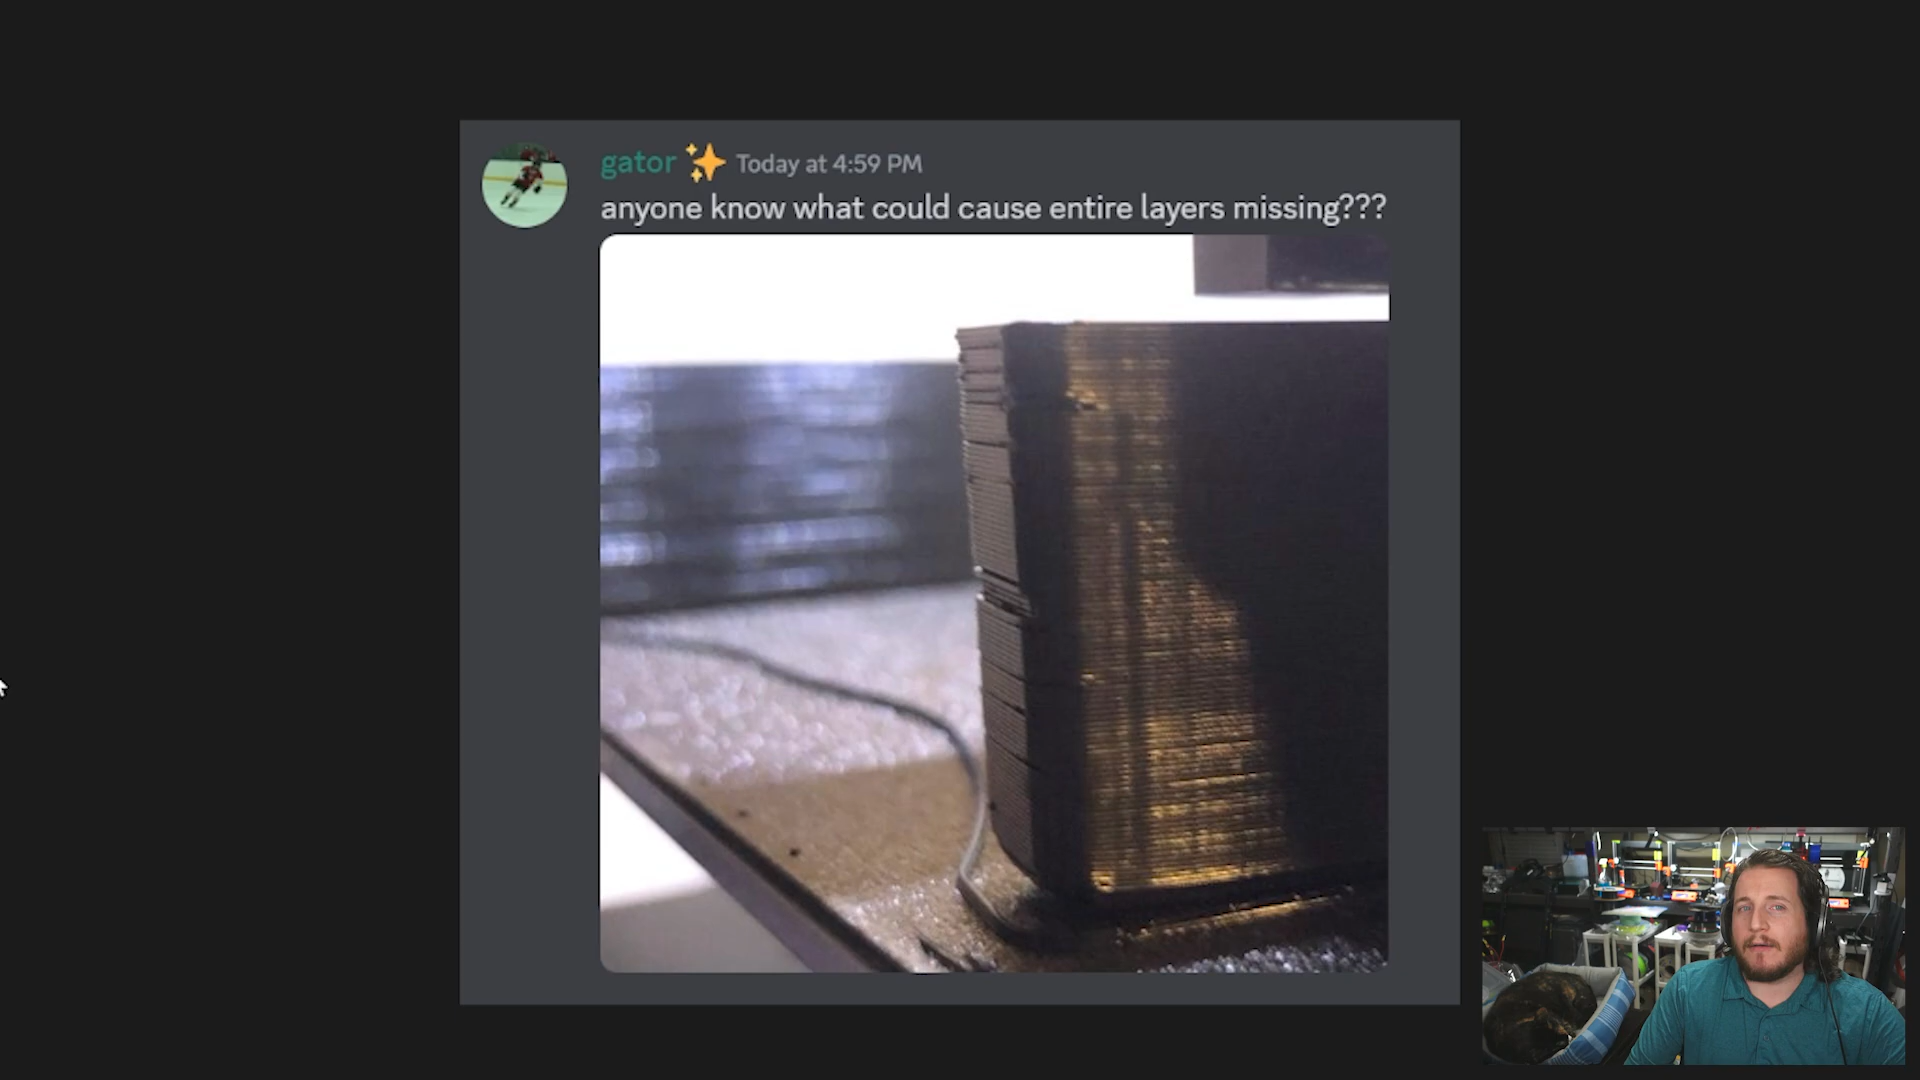 gator ✨ Today at 4:59 PM
anyone know what could cause entire layers missing???